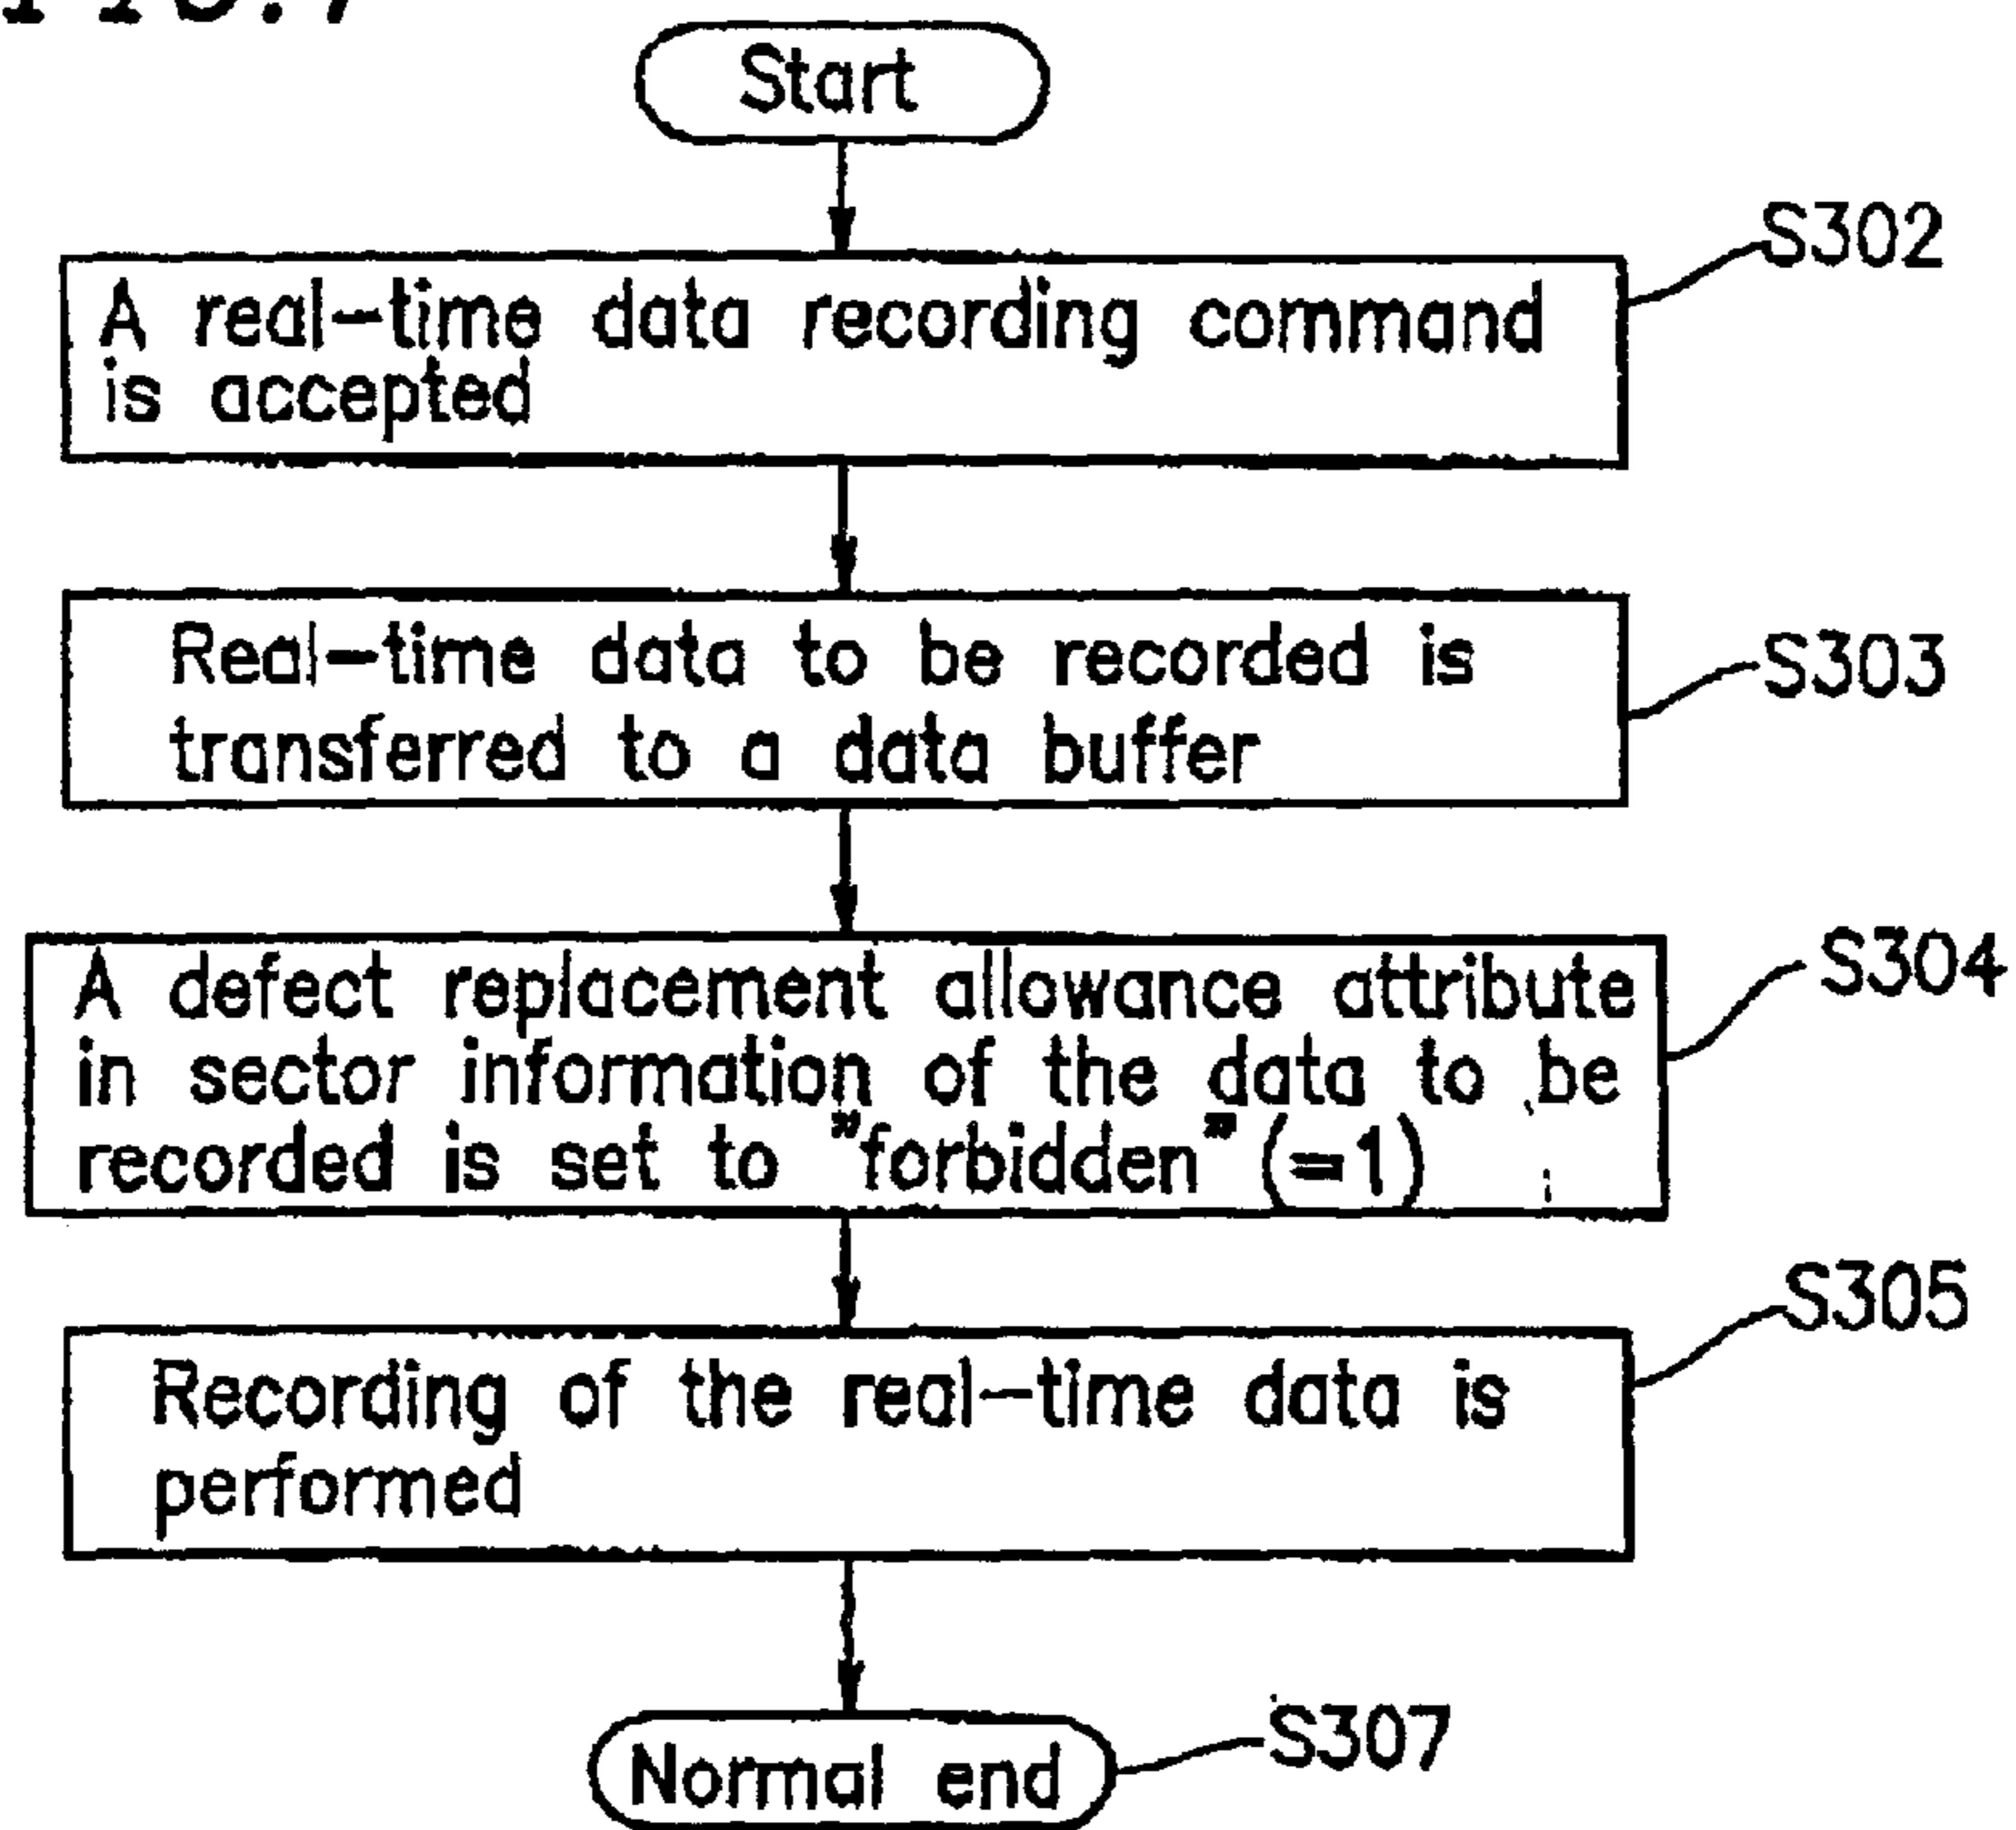 FIG.7
Start
S302
A real-time data recording command
is accepted
Real-time data to be recorded is
transferred to a data buffer
S303
A defect replacement allowance attribute
in sector information of the data to be
recorded is set to "forbidden"(=1)
S304
Recording of the real-time data is
performed
S305
Normal end
S307